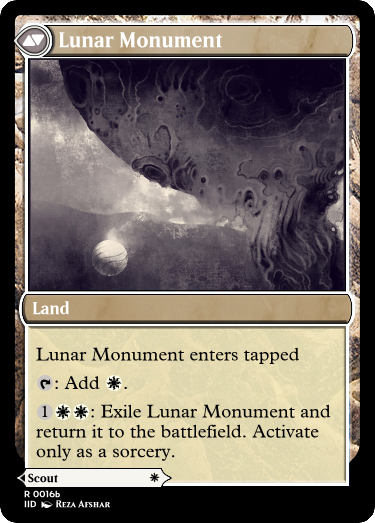 Lunar Monument
Land
Lunar Monument enters tapped
: Add .
1 : Exile Lunar Monument and
return it to the battlefield. Activate
only as a sorcery.
Scout
R 0016b
IID Reza Afshar